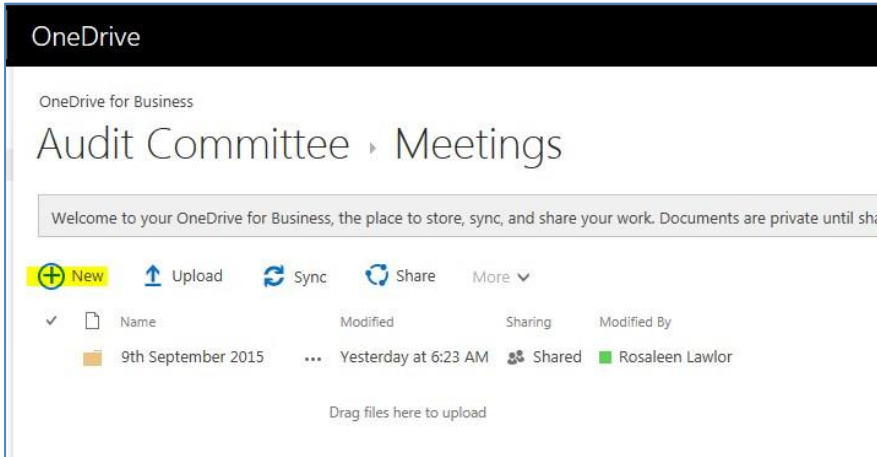 OneDrive
OneDrive for Business
Audit Committee ▸ Meetings
Welcome to your OneDrive for Business, the place to store, sync, and share your work. Documents are private until sha
New Upload Sync Share More
Name Modified Sharing Modified By
9th September 2015 ... Yesterday at 6:23 AM Shared Rosaleen Lawlor
Drag files here to upload